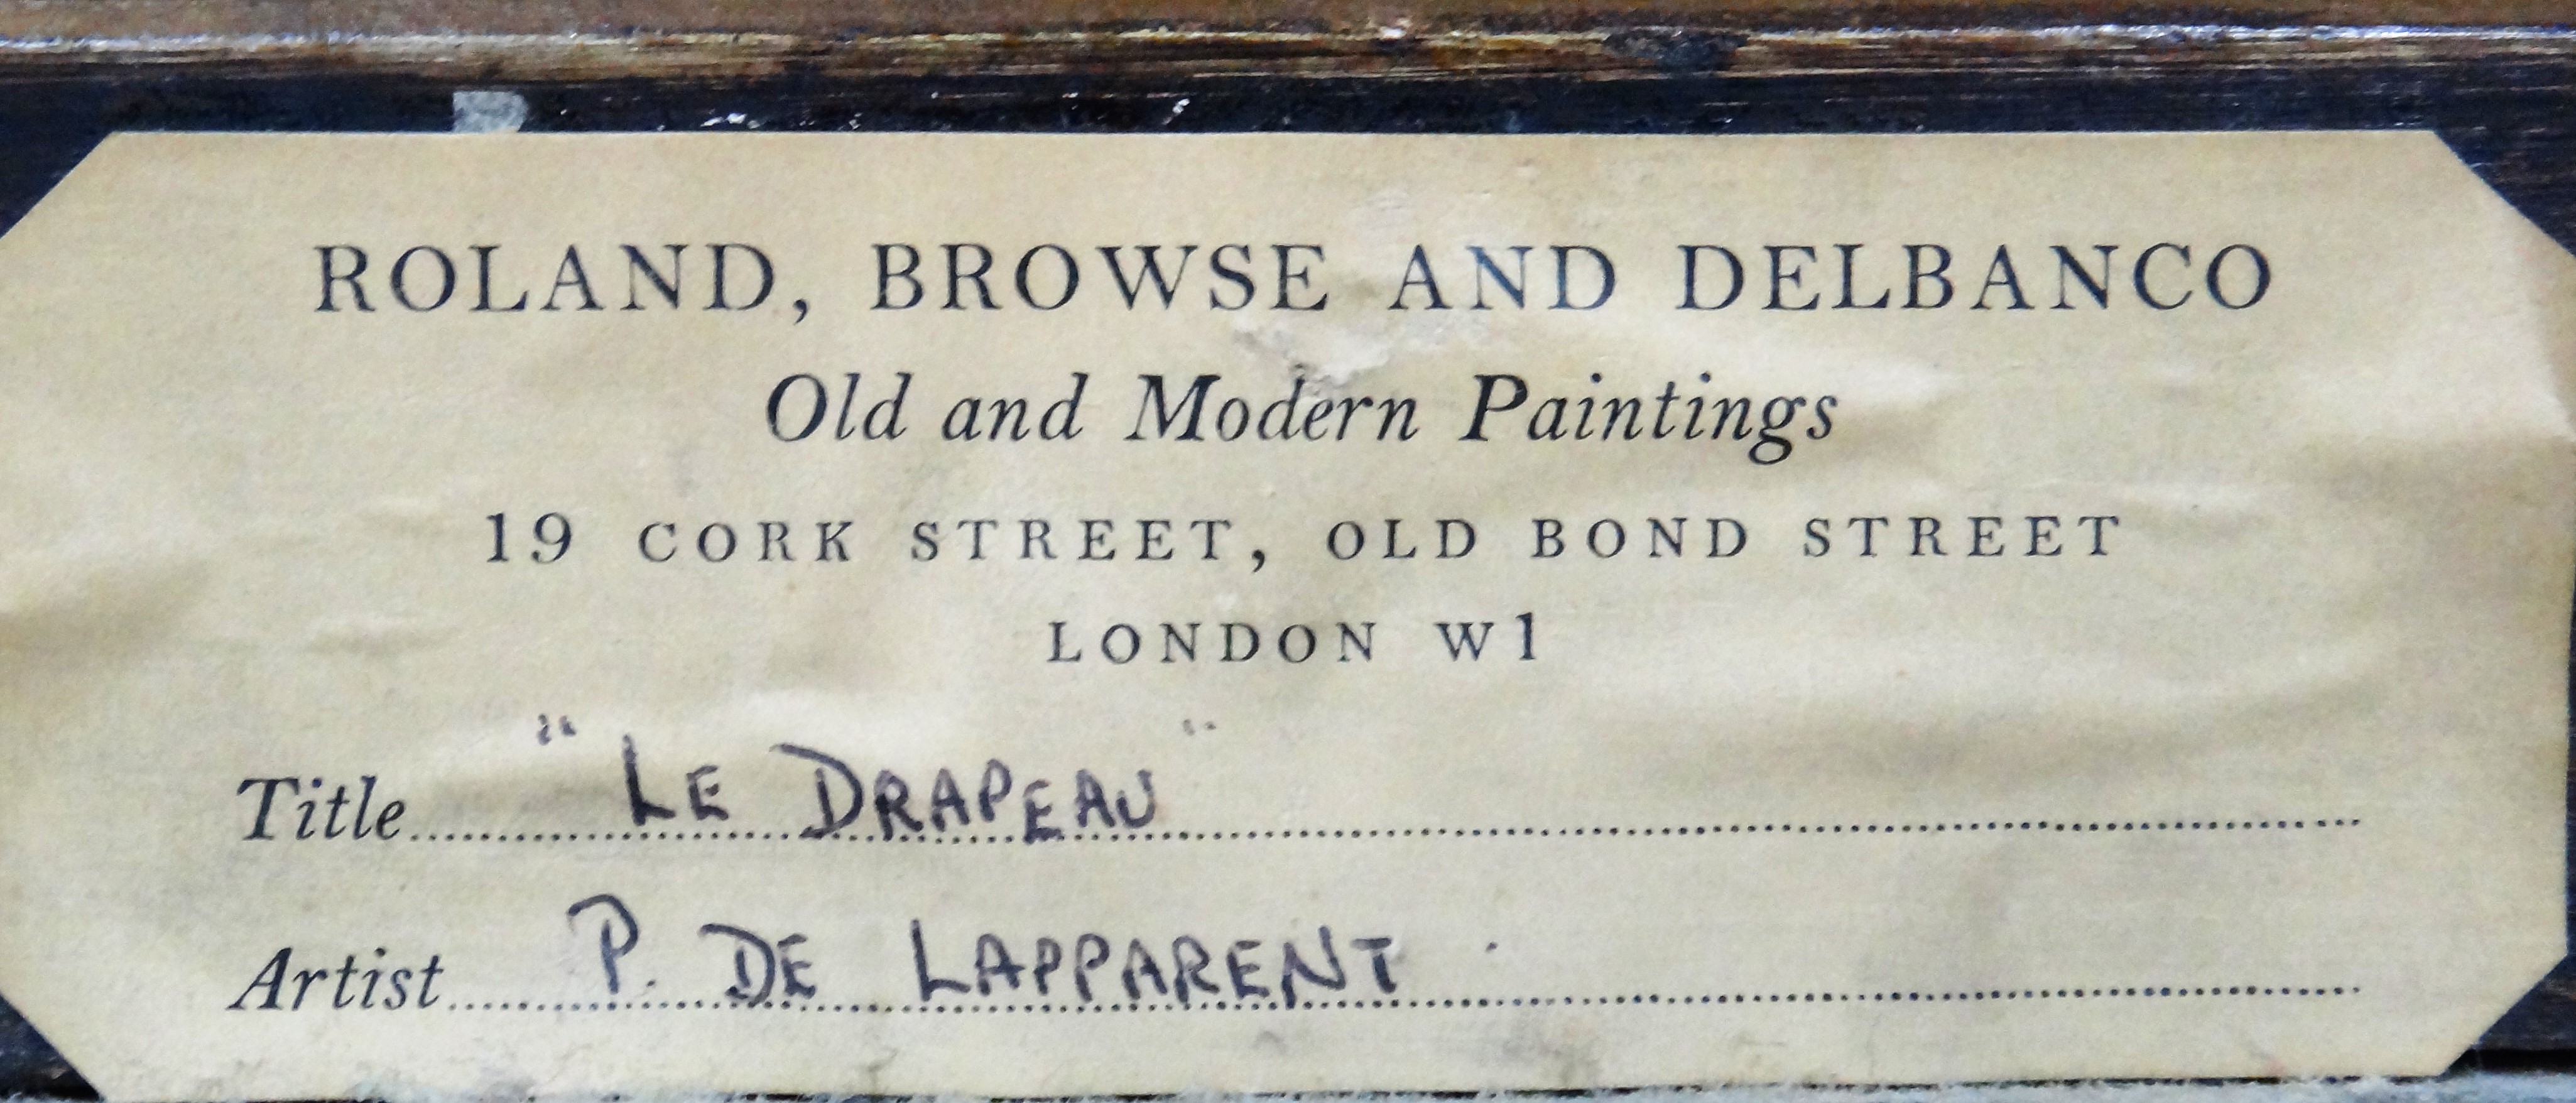 ROLAND, BROWSE AND DELBANCO
Old and Modern Paintings
19 CORK STREET, OLD BOND STREET
LONDON W1
Title "LE DRAPEAU"
Artist P. DE LAPPARENT